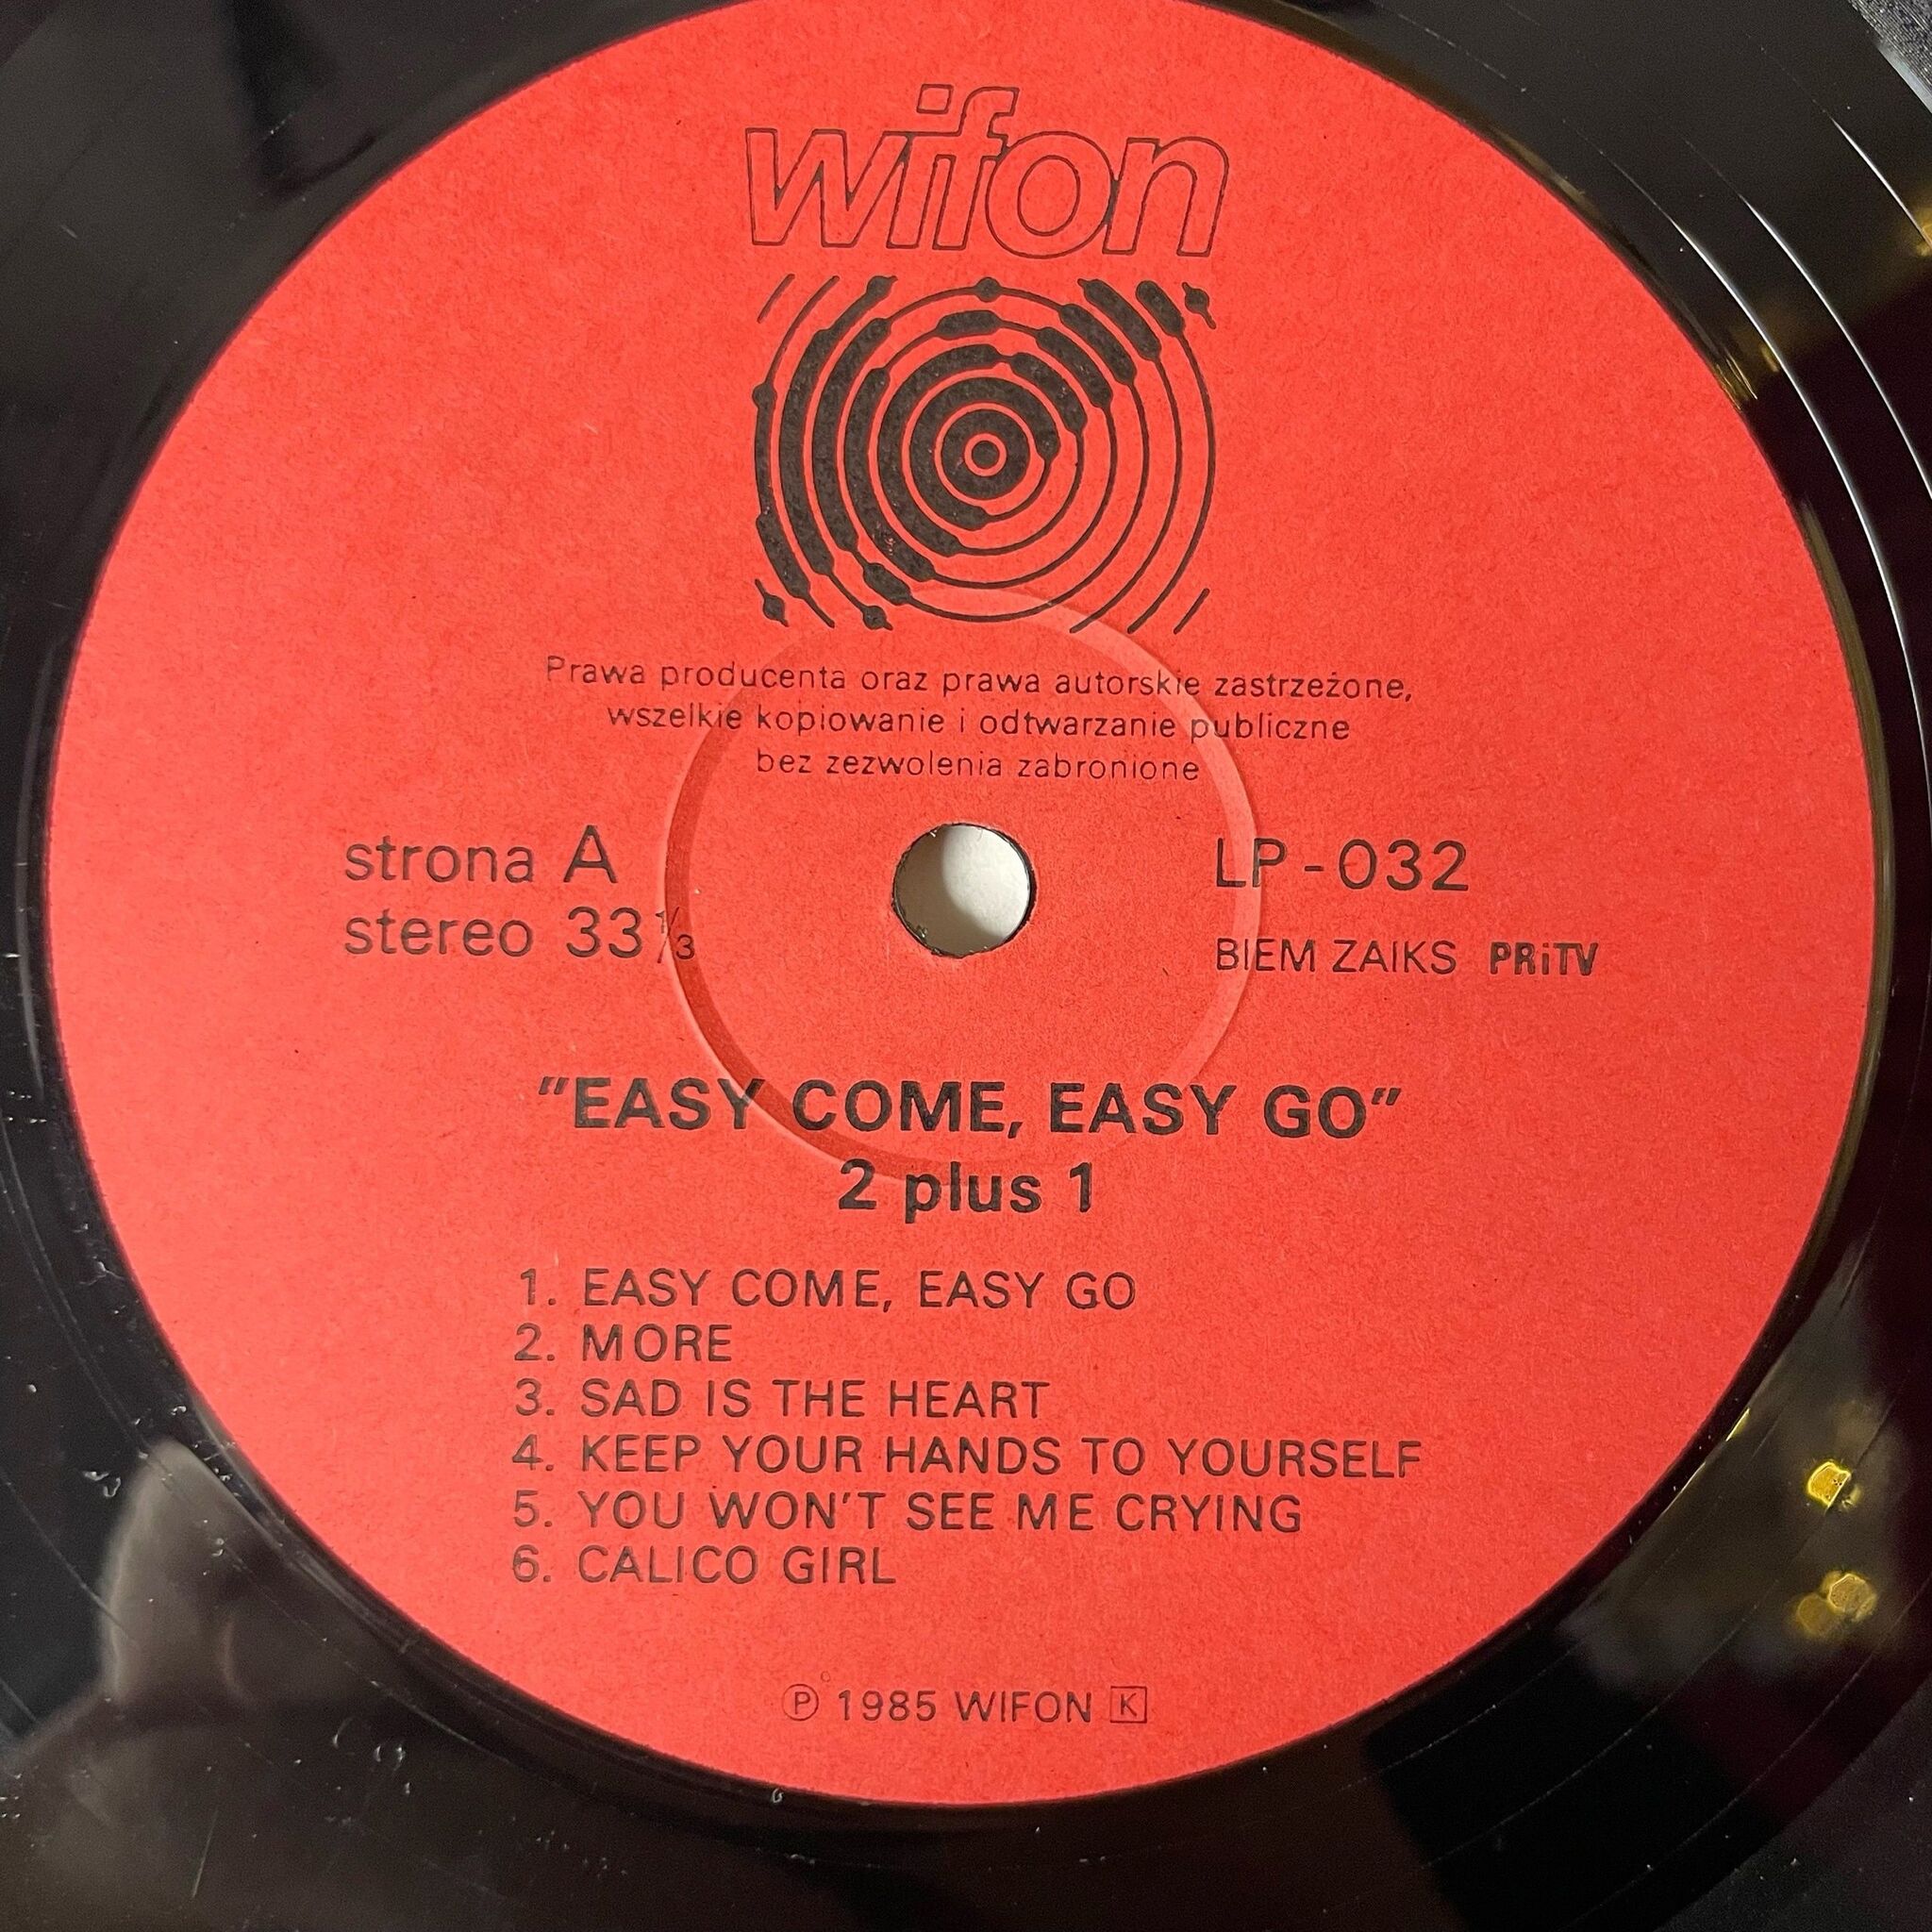 wifon
Prawa producenta oraz prawa autorskie zastrzeżone,
wszelkie kopiowanie i odtwarzanie publiczne
bez zezwolenia zabronione
strona A
stereo 33 1/3
LP-032
BIEM ZAIKS PRiTV
"EASY COME, EASY GO"
2 plus 1
1. EASY COME, EASY GO
2. MORE
3. SAD IS THE HEART
4. KEEP YOUR HANDS TO YOURSELF
5. YOU WON'T SEE ME CRYING
6. CALICO GIRL
Ⓟ 1985 WIFON K